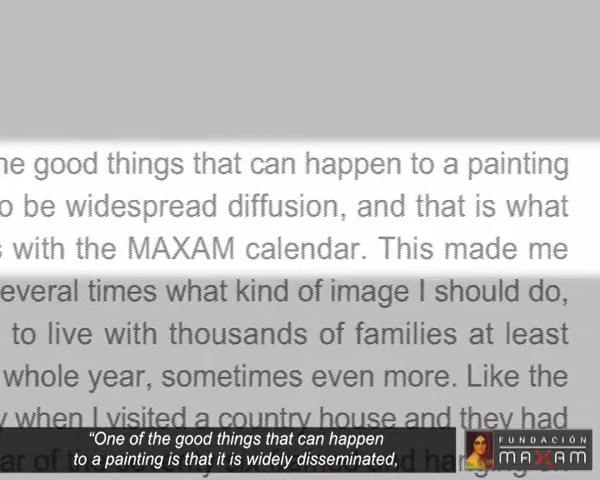 he good things that can happen to a painting
o be widespread diffusion, and that is what
s with the MAXAM calendar. This made me
everal times what kind of image I should do,
to live with thousands of families at least
whole year, sometimes even more. Like the
y when I visited a country house and they had
“One of the good things that can happen
to a painting is that it is widely disseminated,
FUNDACIÓN
MAXAM